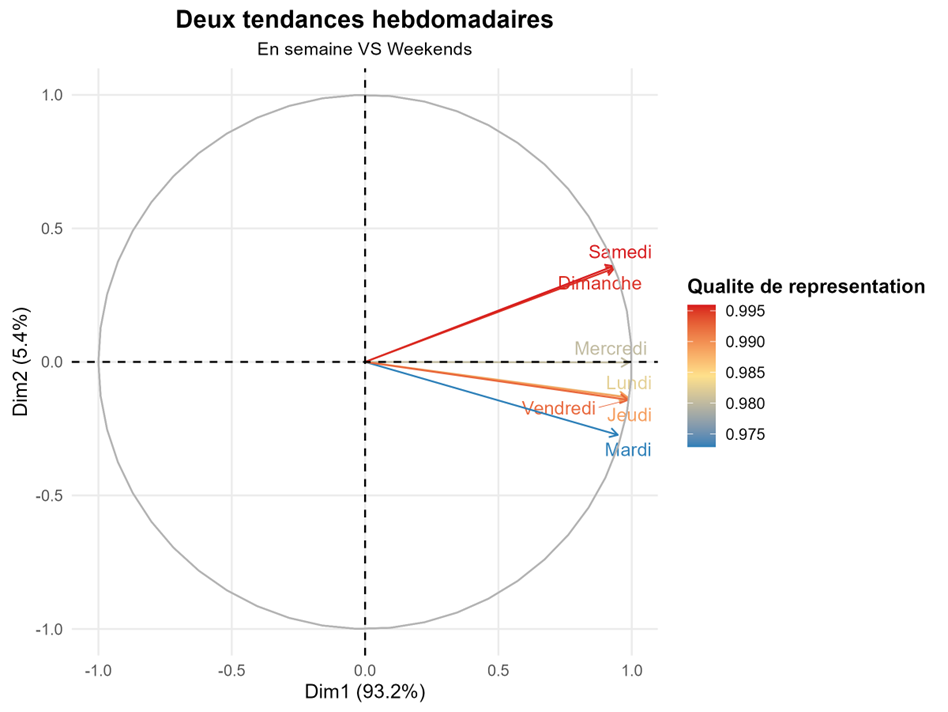 Deux tendances hebdomadaires
En semaine VS Weekends
1.0
0.5
0.0
-0.5
-1.0
Dim2 (5.4%)
Samedi
Dimanche
Mercredi
Lundi
Vendredi
Jeudi
Mardi
-1.0
-0.5
0.0
0.5
1.0
Dim1 (93.2%)
Qualite de representation
0.995
0.990
0.985
0.980
0.975